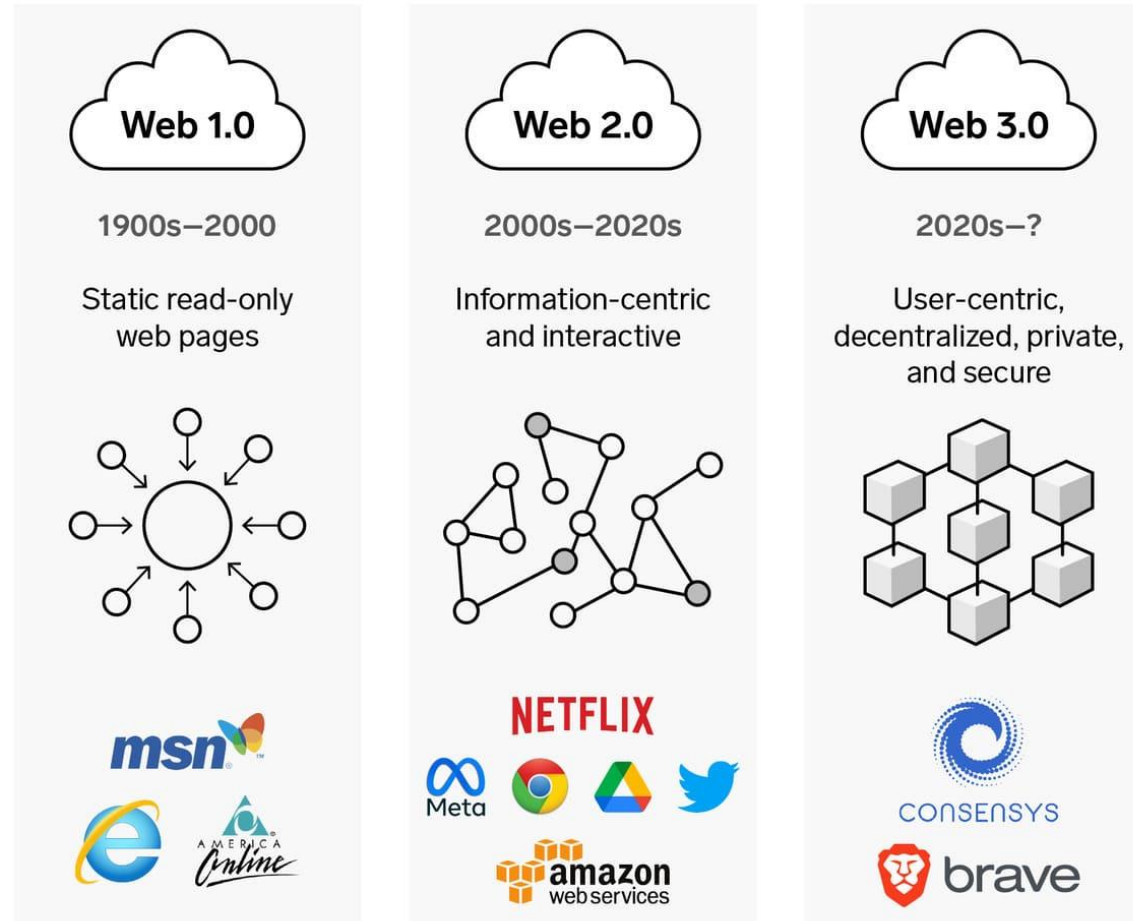 Web 1.0
1900s–2000
Static read-only
web pages
msn
AMERICA
Online
Web 2.0
2000s–2020s
Information-centric
and interactive
NETFLIX
Meta
amazon
webservices
Web 3.0
2020s–?
User-centric,
decentralized, private,
and secure
CONSENSYS
brave